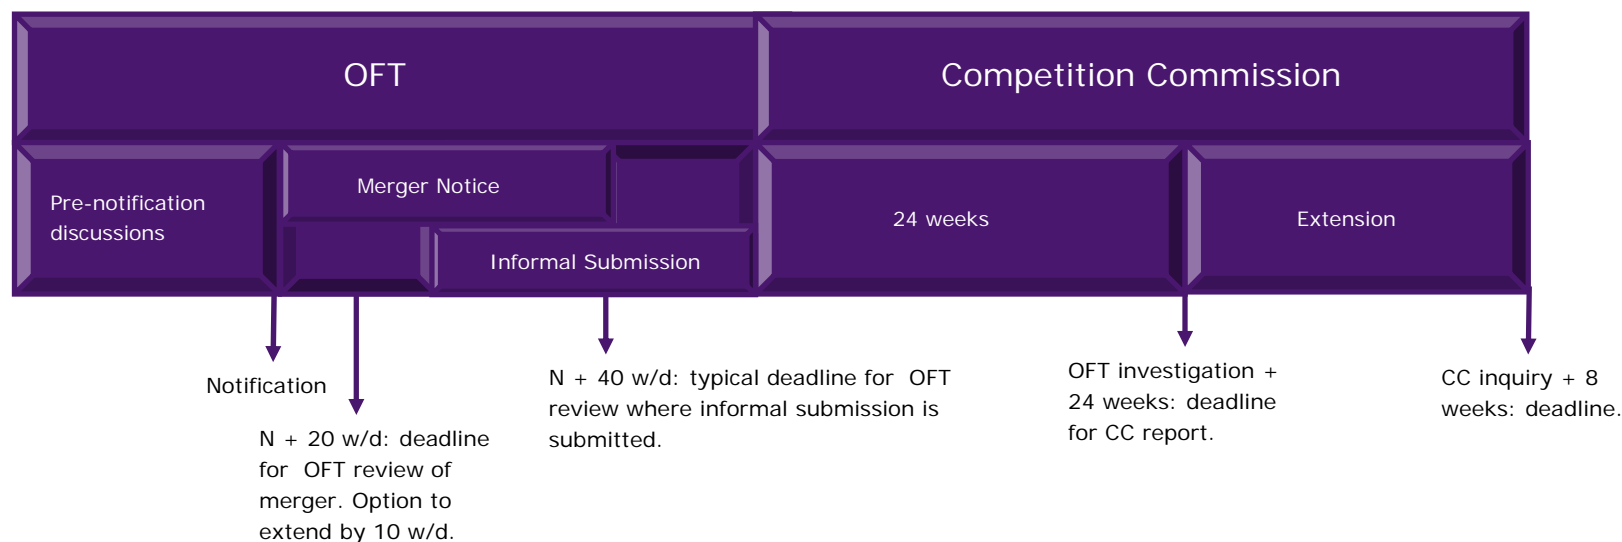 OFT
Competition Commission
Pre-notification
discussions
Merger Notice
Informal Submission
24 weeks
Extension
Notification
N + 20 w/d: deadline
for OFT review of
merger. Option to
extend by 10 w/d.
N + 40 w/d: typical deadline for OFT
review where informal submission is
submitted.
OFT investigation +
24 weeks: deadline
for CC report.
CC inquiry + 8
weeks: deadline.